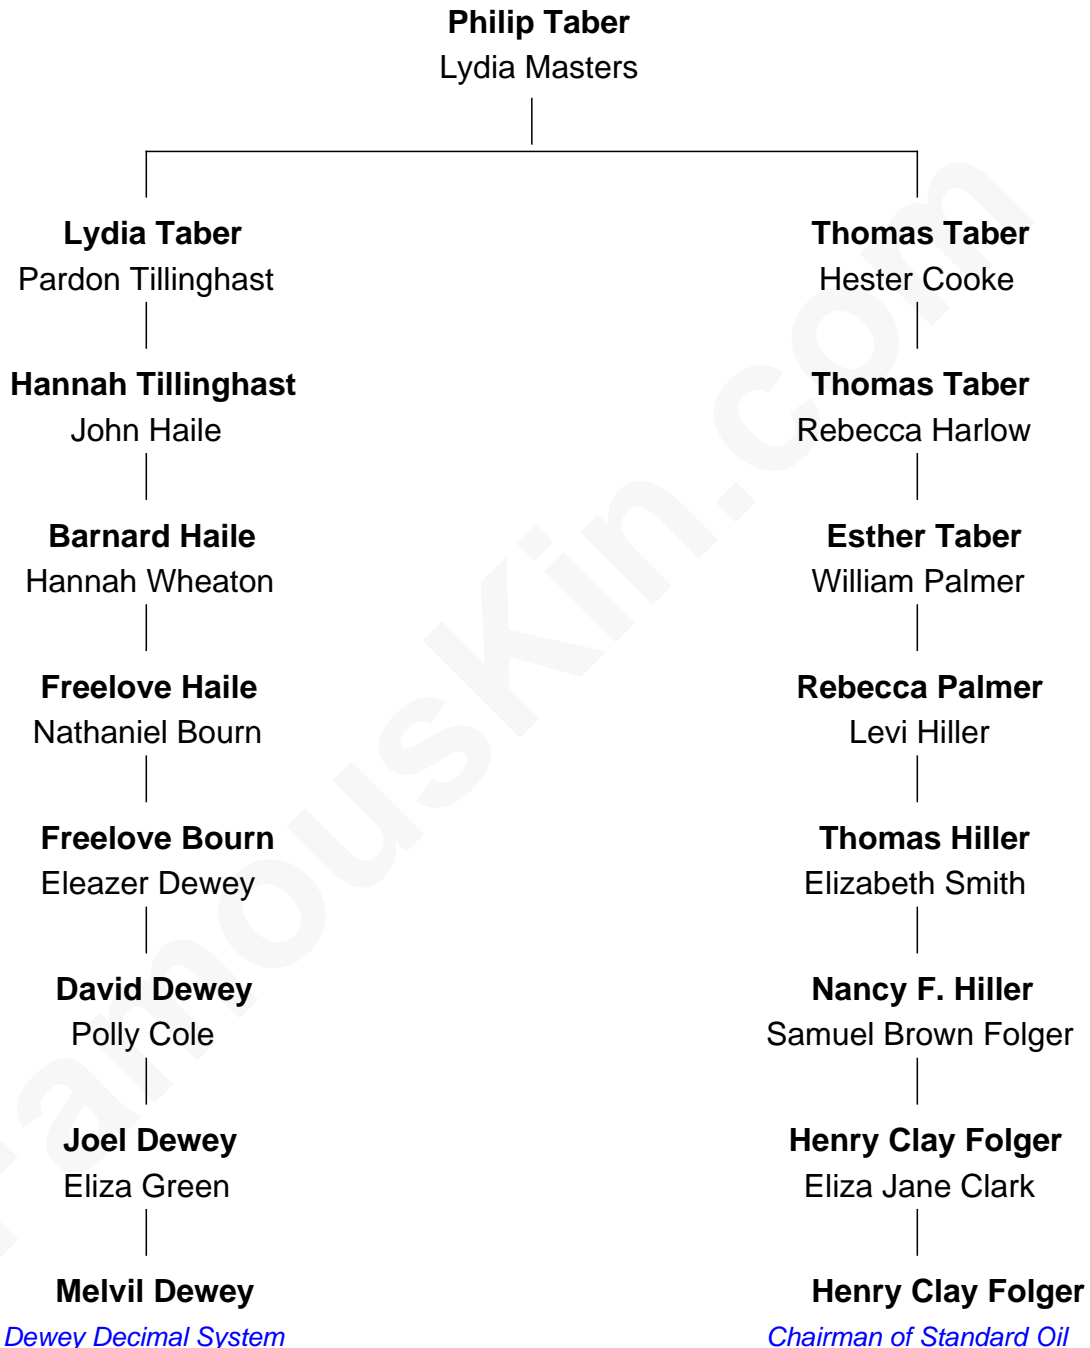 Philip Taber
Lydia Masters
Lydia Taber
Pardon Tillinghast
Hannah Tillinghast
John Haile
Barnard Haile
Hannah Wheaton
Freelove Haile
Nathaniel Bourn
Freelove Bourn
Eleazer Dewey
David Dewey
Polly Cole
Joel Dewey
Eliza Green
Melvil Dewey
Dewey Decimal System
Thomas Taber
Hester Cooke
Thomas Taber
Rebecca Harlow
Esther Taber
William Palmer
Rebecca Palmer
Levi Hiller
Thomas Hiller
Elizabeth Smith
Nancy F. Hiller
Samuel Brown Folger
Henry Clay Folger
Eliza Jane Clark
Henry Clay Folger
Chairman of Standard Oil
FamousKin.com